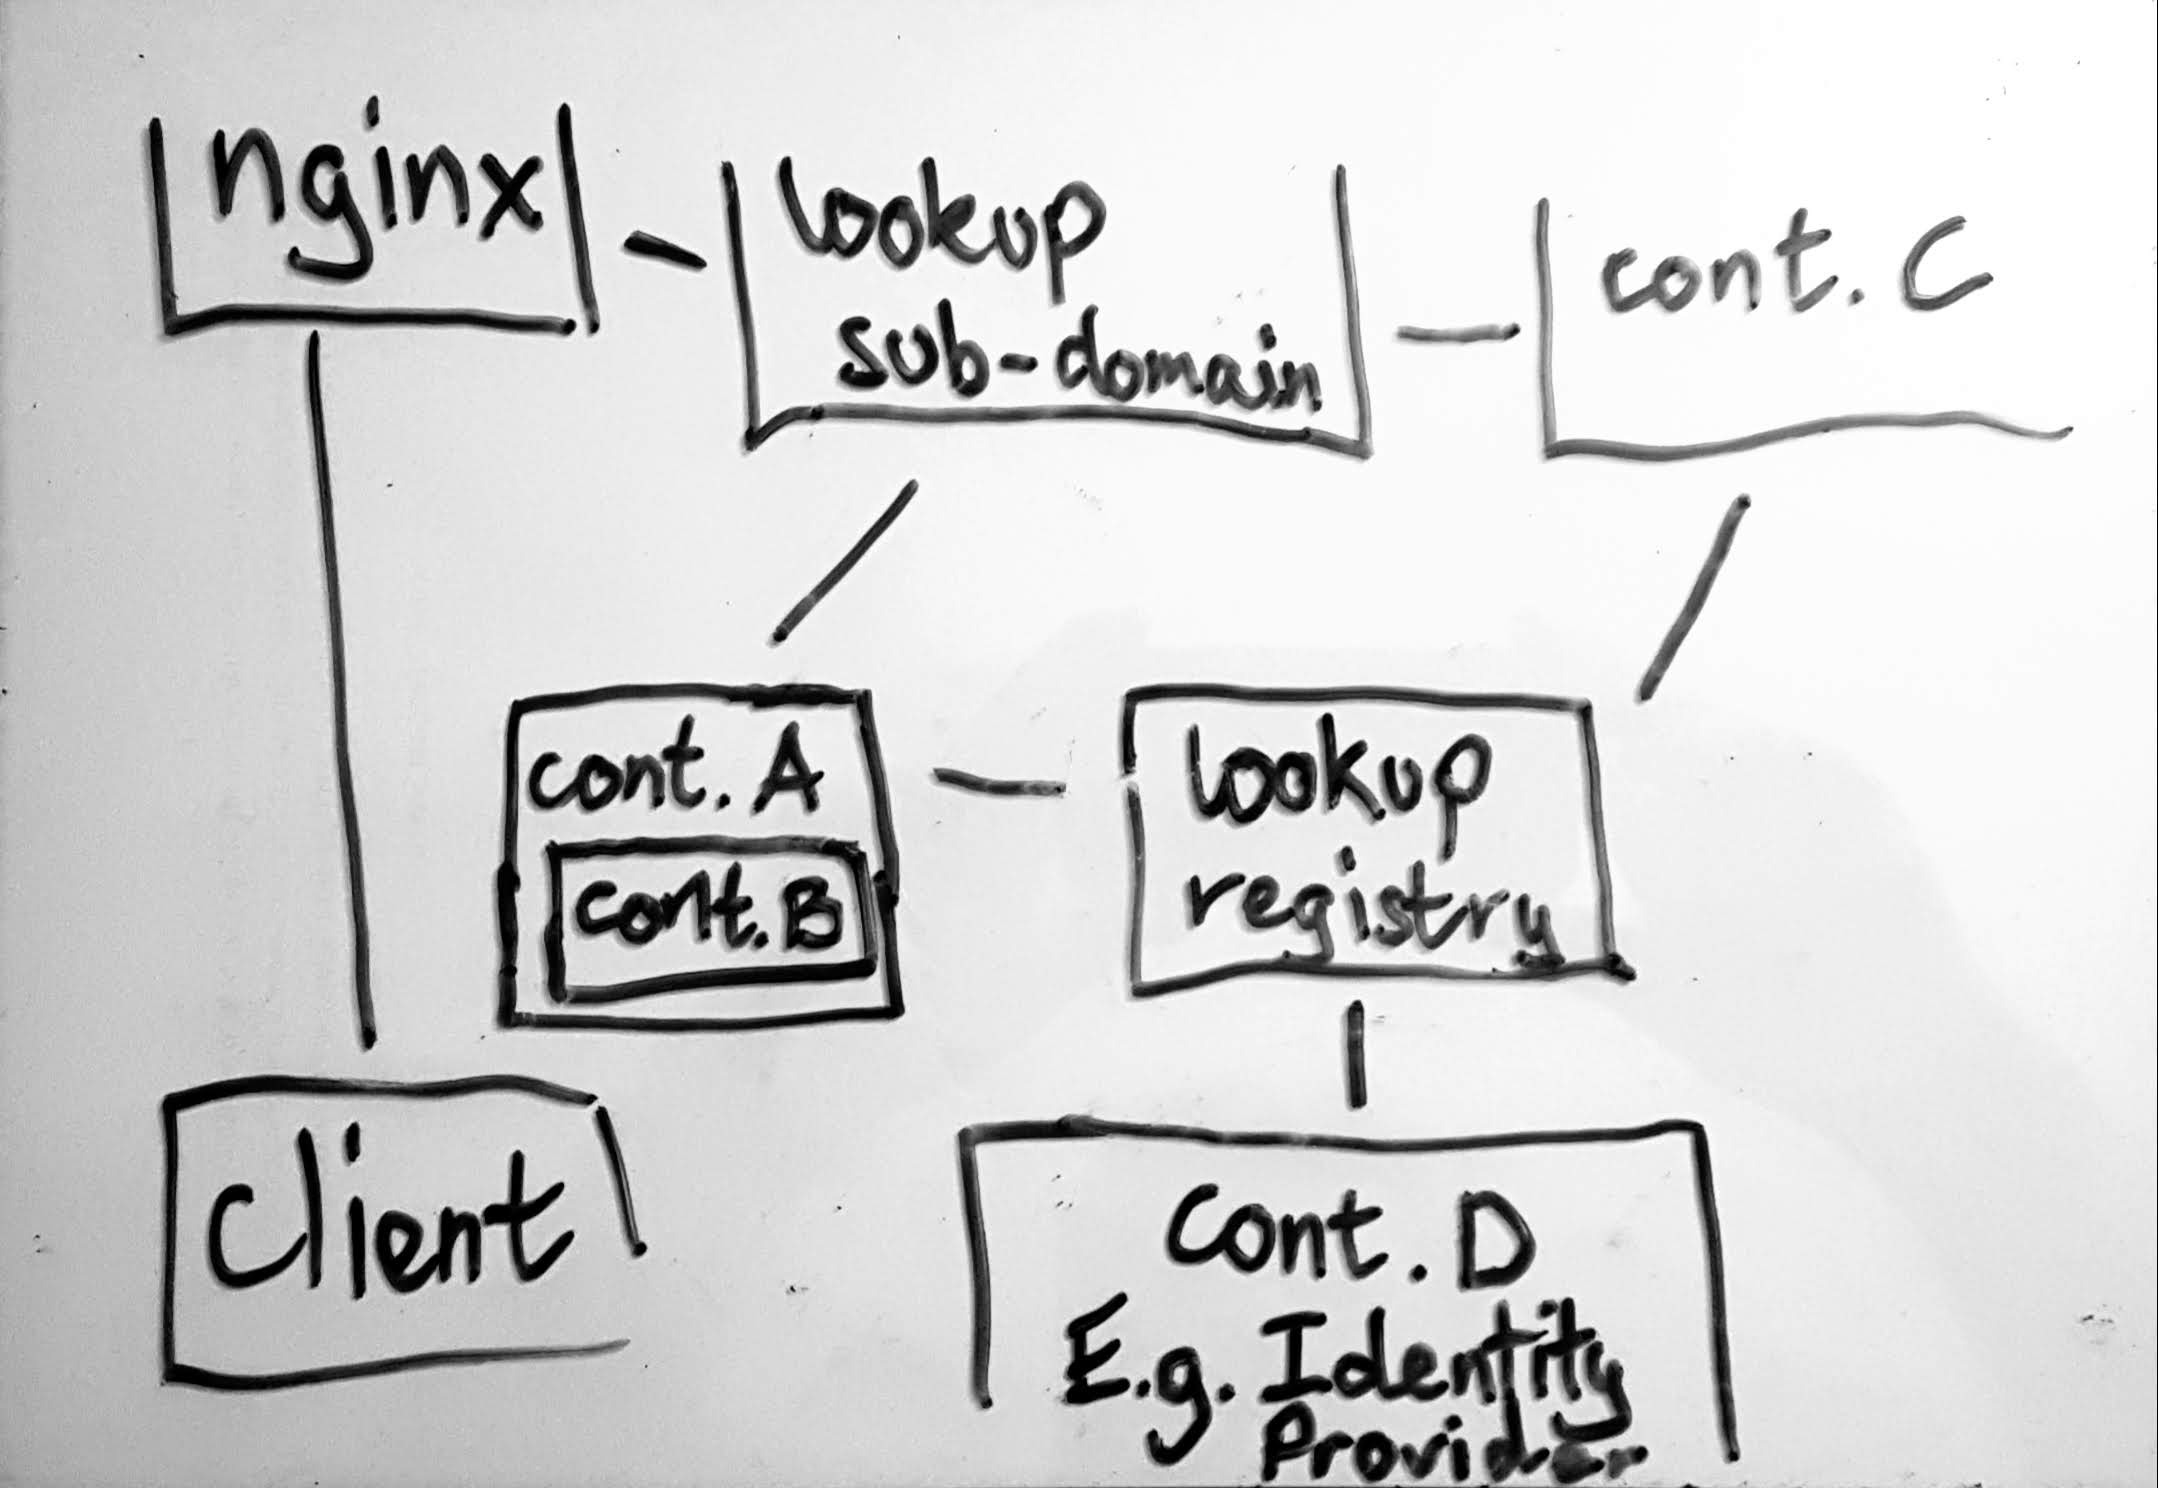 nginx
lookup
sub-domain
cont. C
cont. A
cont. B
lookup
registry
client
Cont. D
E.g. Identity
Provider